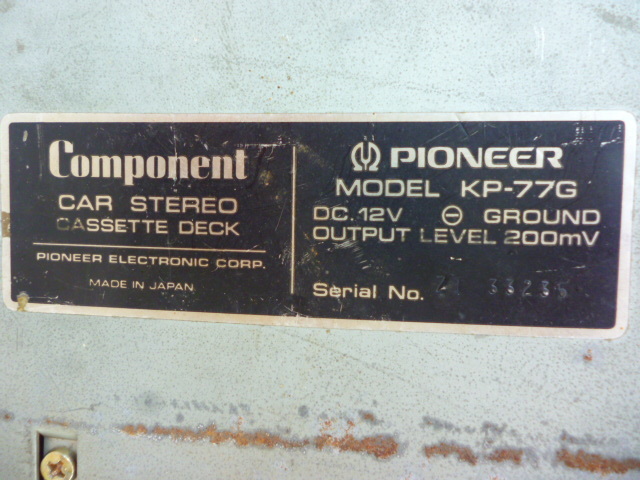 Component
CAR STEREO
CASSETTE DECK
PIONEER ELECTRONIC CORP.
MADE IN JAPAN
PIONEER
MODEL KP-77G
DC. 12V ⊖ GROUND
OUTPUT LEVEL 200mV
Serial No.